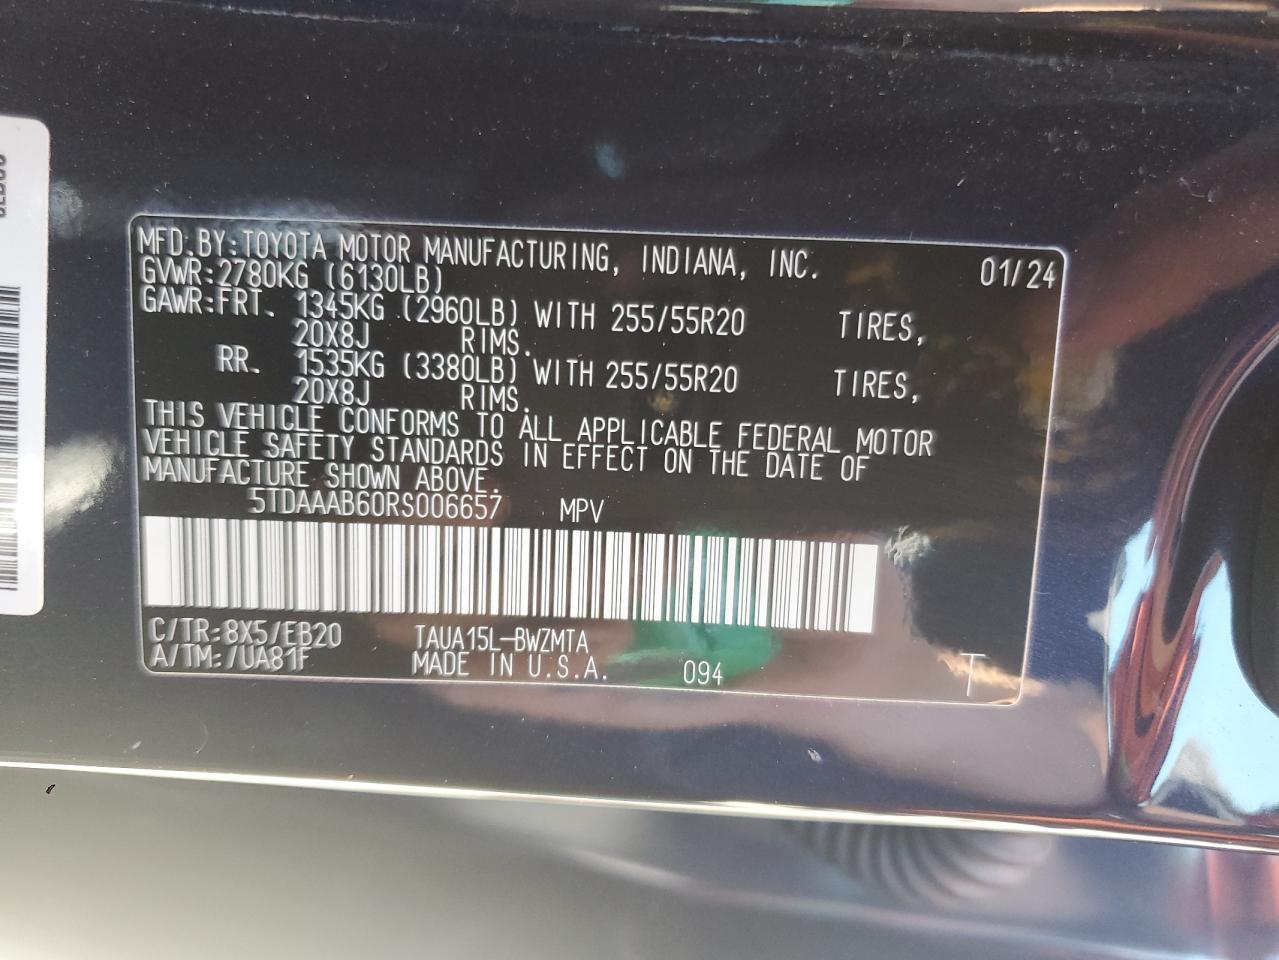 MFD.BY:TOYOTA MOTOR MANUFACTURING, INDIANA, INC. 01/24
GVWR:2780KG (6130LB)
GAWR:FRT. 1345KG (2960LB) WITH 255/55R20 TIRES,
20X8J RIMS.
RR. 1535KG (3380LB) WITH 255/55R20 TIRES,
20X8J RIMS.
THIS VEHICLE CONFORMS TO ALL APPLICABLE FEDERAL MOTOR
VEHICLE SAFETY STANDARDS IN EFFECT ON THE DATE OF
MANUFACTURE SHOWN ABOVE.
5TDAAAB60RS006657 MPV
C/TR:8X5/EB20 TAUA15L-BWZMTA
A/TM:/UA81F MADE IN U.S.A. 094 T